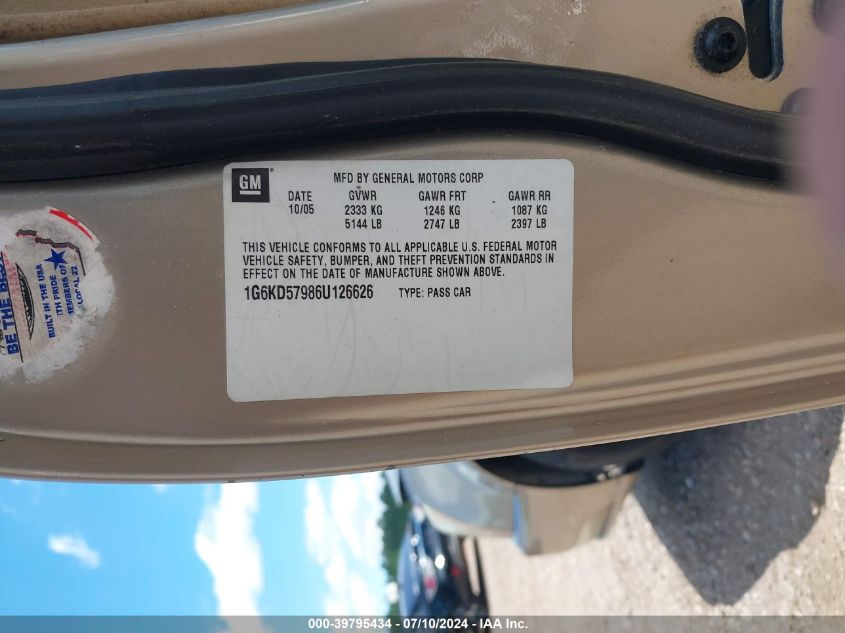 GM
MFD BY GENERAL MOTORS CORP
DATE GVWR GAWR FRT GAWR RR
10/05 2333 KG 1246 KG 1087 KG
5144 LB 2747 LB 2397 LB
THIS VEHICLE CONFORMS TO ALL APPLICABLE U.S. FEDERAL MOTOR
VEHICLE SAFETY, BUMPER, AND THEFT PREVENTION STANDARDS IN
EFFECT ON THE DATE OF MANUFACTURE SHOWN ABOVE.
1G6KD57986U126626 TYPE: PASS CAR
BE THE
BUILT IN THE USA
PRIDE
LOCAL 22
000-39795434 / 07/10/2024 - IAA Inc.